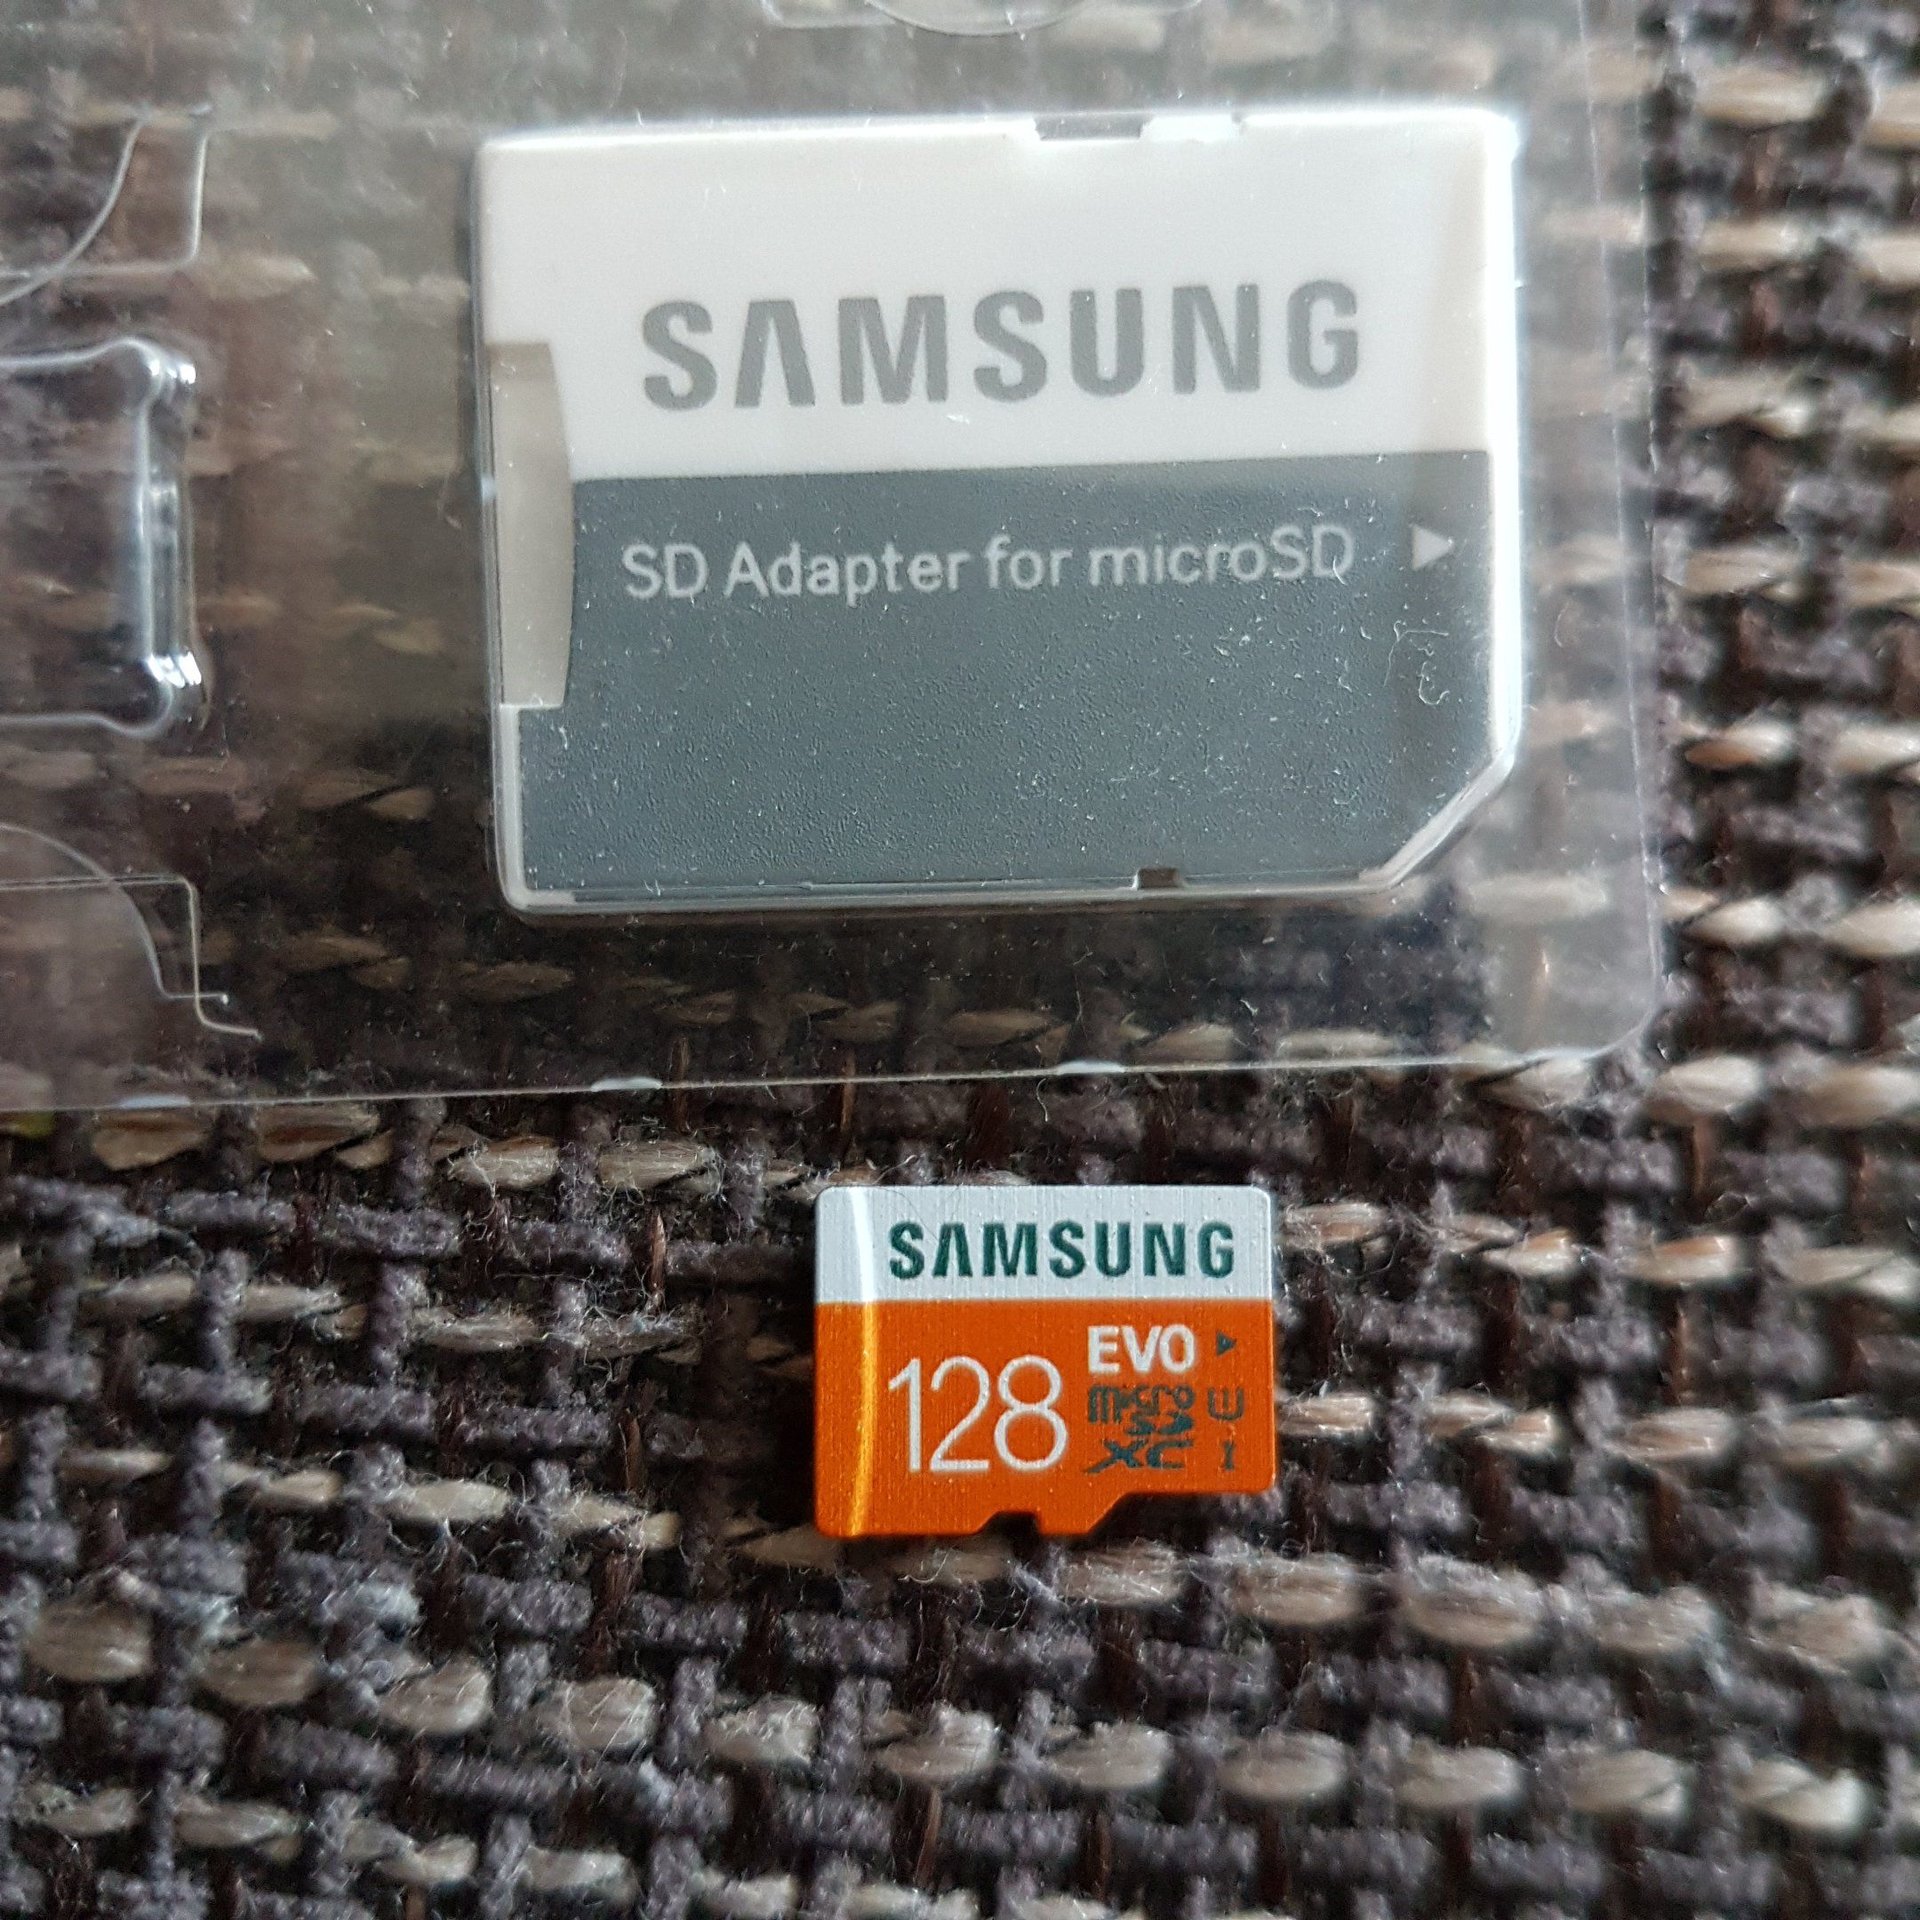 SAMSUNG
SD Adapter for microSD
SAMSUNG
128
EVO
micro
SD
XC
U
I